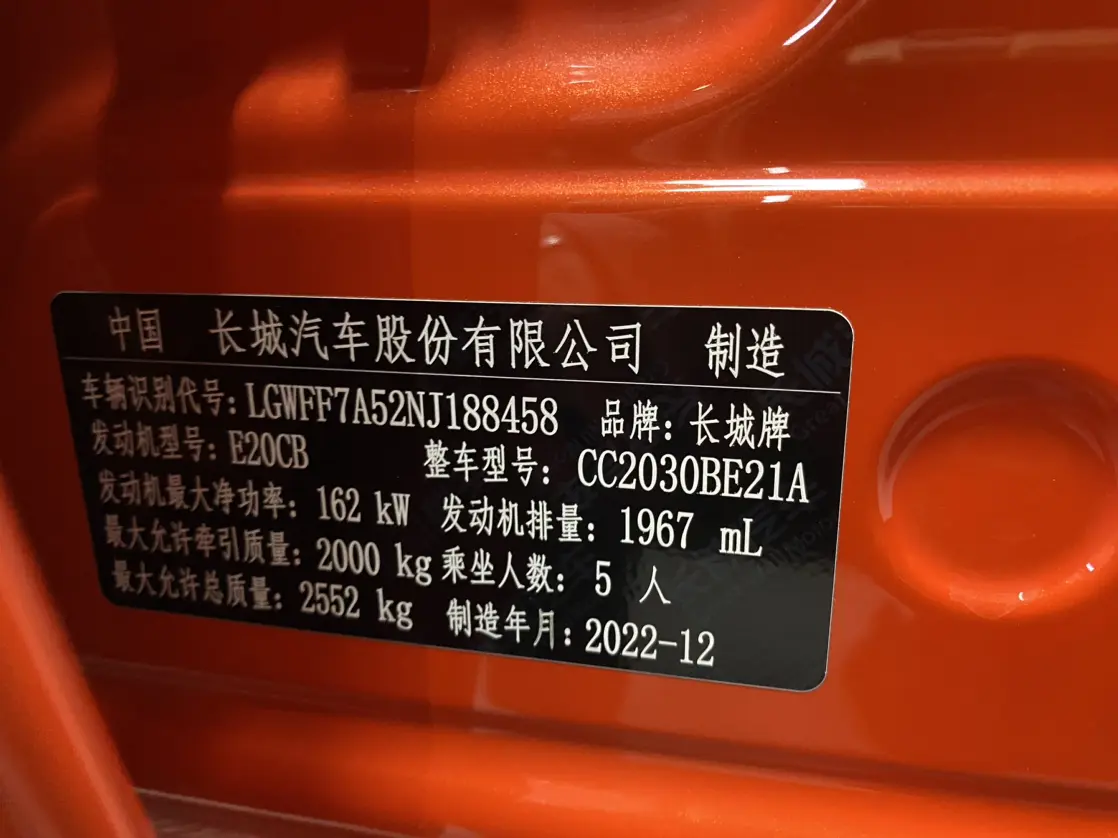 中国 长城汽车股份有限公司 制造
车辆识别代号: LGWFF7A52NJ188458 品牌: 长城牌
发动机型号: E20CB 整车型号: CC2030BE21A
发动机最大净功率: 162 kW 发动机排量: 1967 mL
最大允许牵引质量: 2000 kg 乘坐人数: 5 人
最大允许总质量: 2552 kg 制造年月: 2022-12